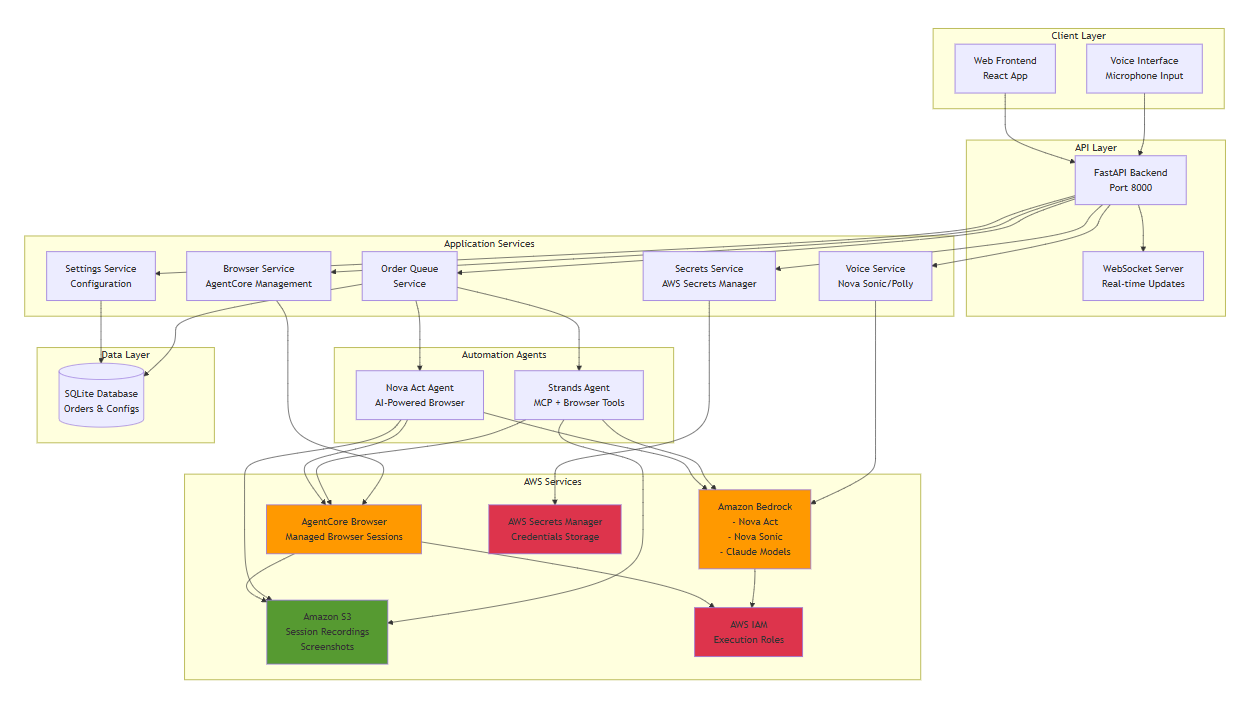 Client Layer
Web Frontend
React App
Voice Interface
Microphone Input
API Layer
FastAPI Backend
Port 8000
WebSocket Server
Real-time Updates
Application Services
Settings Service
Configuration
Browser Service
AgentCore Management
Order Queue
Service
Secrets Service
AWS Secrets Manager
Voice Service
Nova Sonic/Polly
Data Layer
SQLite Database
Orders & Configs
Automation Agents
Nova Act Agent
AI-Powered Browser
Strands Agent
MCP + Browser Tools
AWS Services
AgentCore Browser
Managed Browser Sessions
AWS Secrets Manager
Credentials Storage
Amazon Bedrock
- Nova Act
- Nova Sonic
- Claude Models
Amazon S3
Session Recordings
Screenshots
AWS IAM
Execution Roles